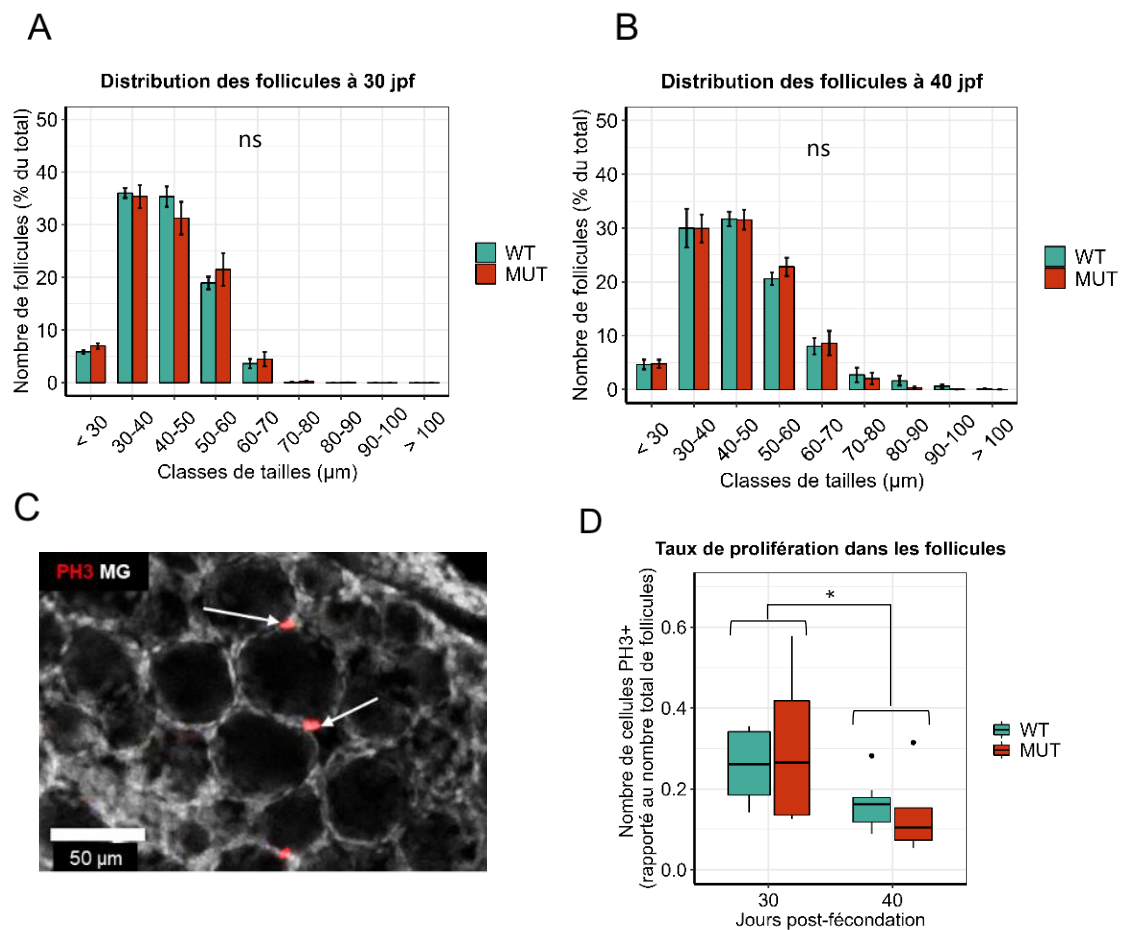 A
Distribution des follicules à 30 jpf
Nombre de follicules (% du total)
50
40
30
20
10
0
ns
< 30
30-40
40-50
50-60
60-70
70-80
80-90
90-100
> 100
Classes de tailles (µm)
WT
MUT
B
Distribution des follicules à 40 jpf
Nombre de follicules (% du total)
50
40
30
20
10
0
ns
< 30
30-40
40-50
50-60
60-70
70-80
80-90
90-100
> 100
Classes de tailles (µm)
WT
MUT
C
PH3 MG
50 µm
D
Taux de prolifération dans les follicules
Nombre de cellules PH3+
(rapporté au nombre total de follicules)
0.6
0.4
0.2
0.0
*
30
40
Jours post-fécondation
WT
MUT